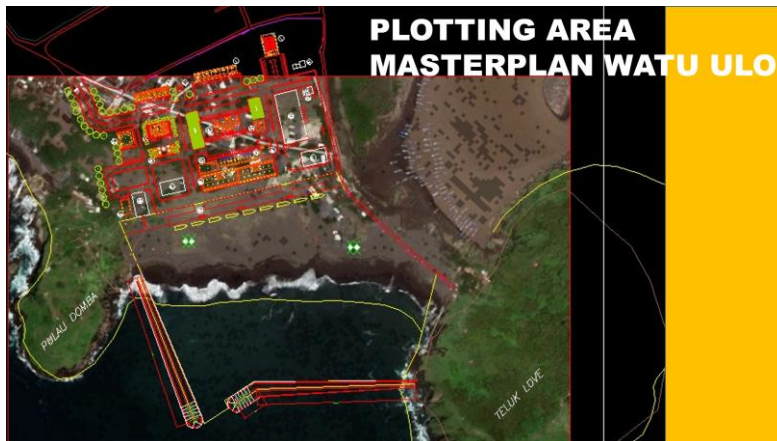 PLOTTING AREA
MASTERPLAN WATU ULO
PULAU DOMBA
TELUK LOVE